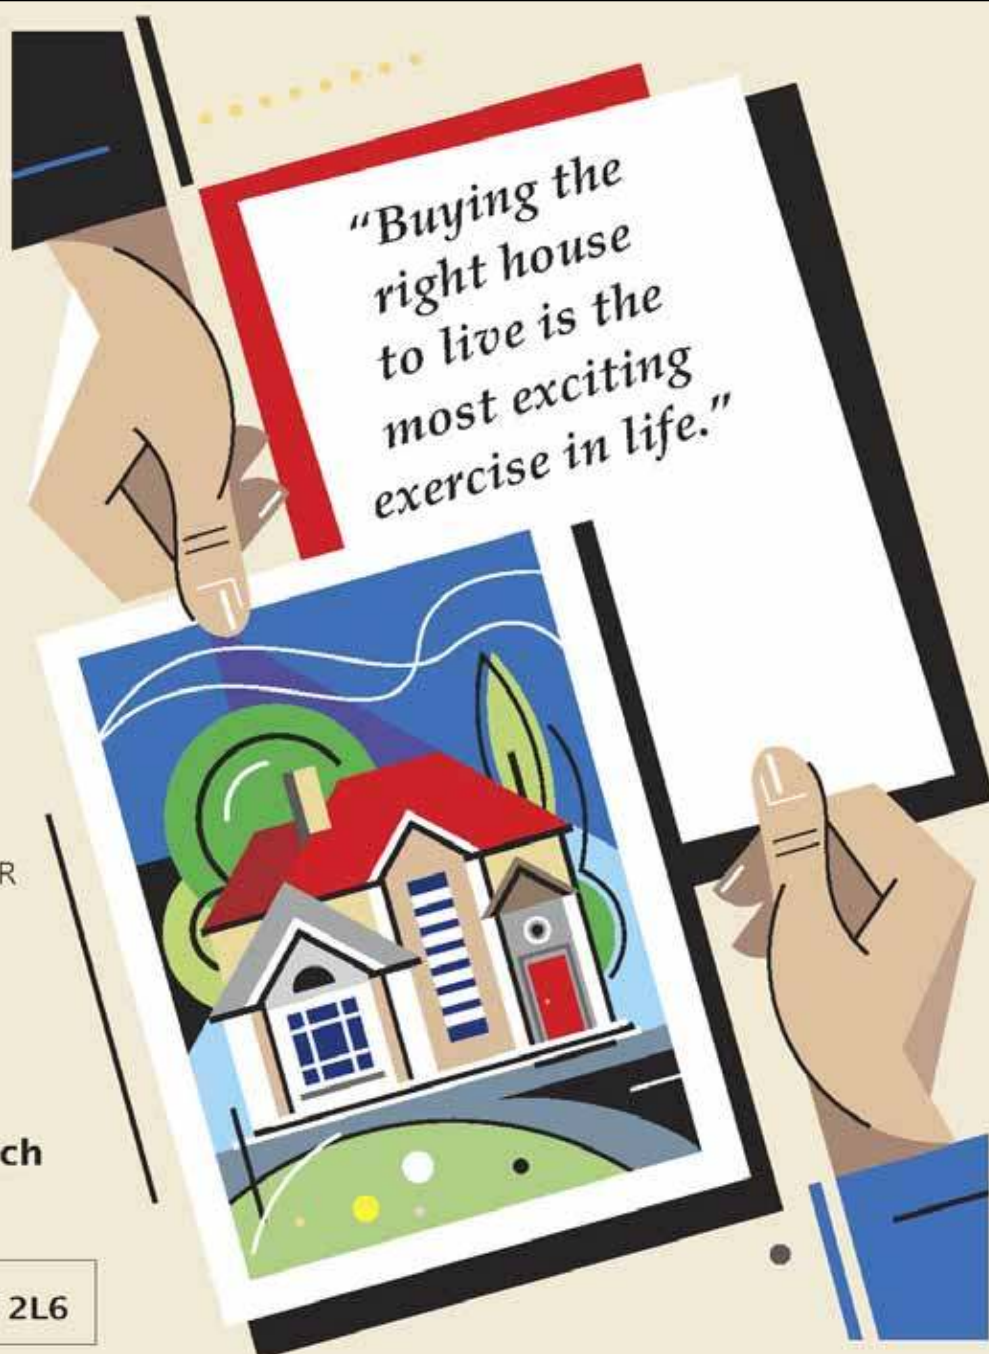 “Buying the
right house
to live is the
most exciting
exercise in life.”
R
ch
2L6